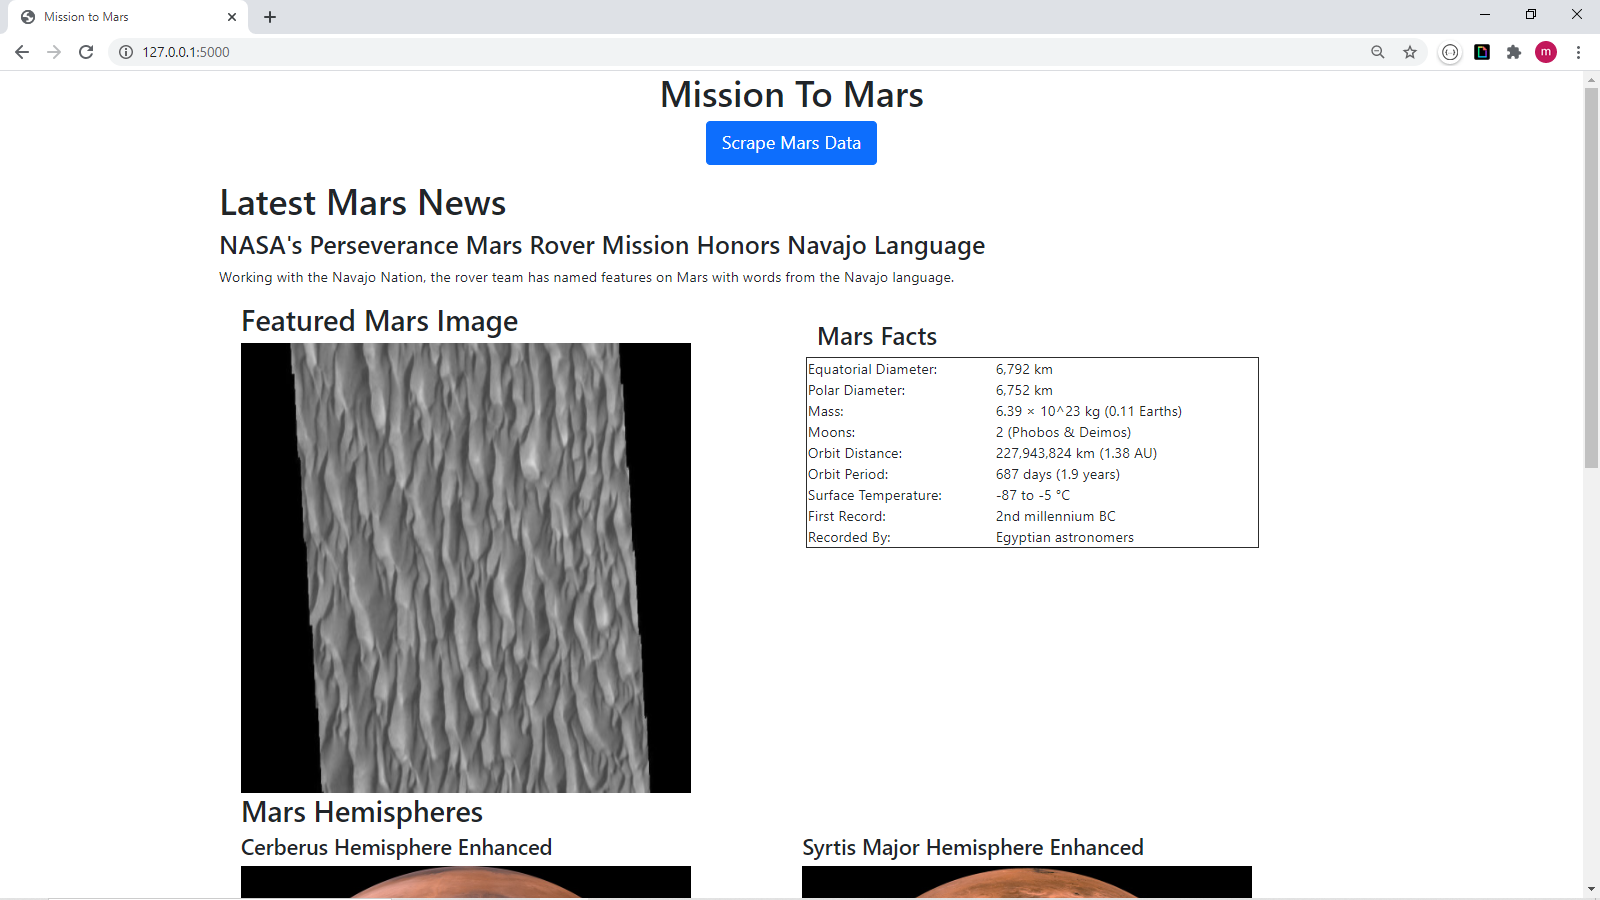 Mission to Mars
127.0.0.1:5000
m
Mission To Mars
Scrape Mars Data
Latest Mars News
NASA's Perseverance Mars Rover Mission Honors Navajo Language
Working with the Navajo Nation, the rover team has named features on Mars with words from the Navajo language.
Featured Mars Image
Mars Facts
Equatorial Diameter: 6,792 km
Polar Diameter: 6,752 km
Mass: 6.39 × 10^23 kg (0.11 Earths)
Moons: 2 (Phobos & Deimos)
Orbit Distance: 227,943,824 km (1.38 AU)
Orbit Period: 687 days (1.9 years)
Surface Temperature: -87 to -5 °C
First Record: 2nd millennium BC
Recorded By: Egyptian astronomers
Mars Hemispheres
Cerberus Hemisphere Enhanced
Syrtis Major Hemisphere Enhanced